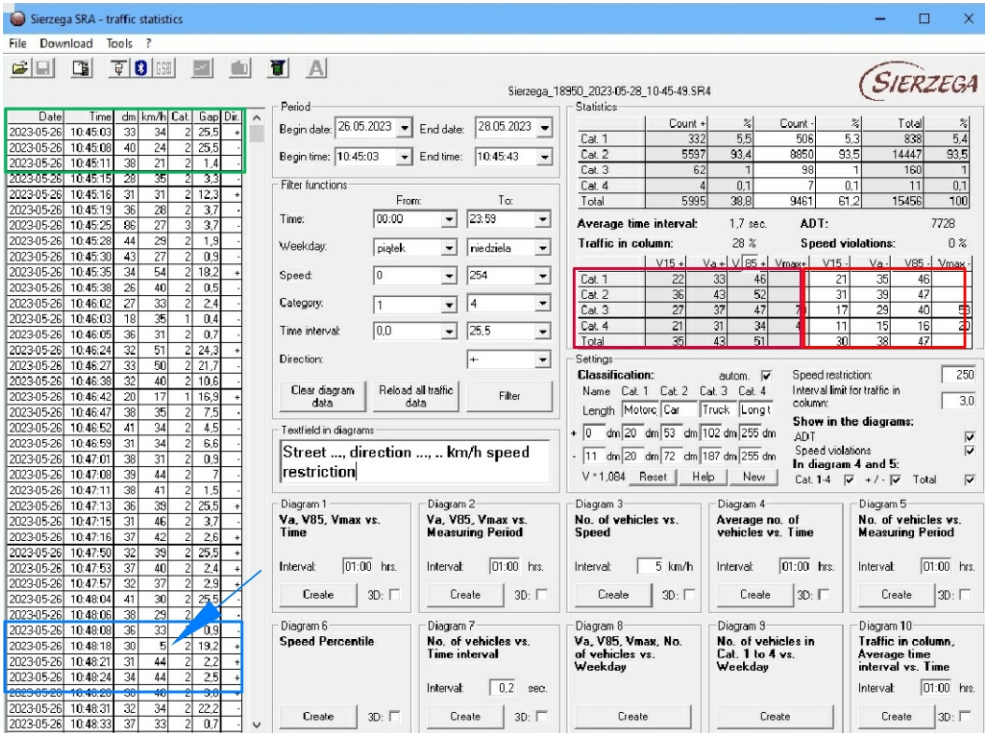 Sierzega SRA - traffic statistics
File Download Tools ?
GSO
A
Sierzega_18950_2023-05-28_10-45-49.SR4
SIERZEGA
Date Time dm km/h Cat. Gap Dir.
2023-05-26 10:45:03 33 34 2 25,5 +
2023-05-26 10:45:08 40 24 2 25,5 -
2023-05-26 10:45:11 38 21 2 1,4 -
2023-05-26 10:45:15 28 35 2 3,3 -
2023-05-26 10:45:16 31 31 2 12,3 +
2023-05-26 10:45:19 36 28 2 3,7 -
2023-05-26 10:45:25 86 27 3 3,7 -
2023-05-26 10:45:28 44 29 2 1,9 -
2023-05-26 10:45:30 43 27 2 0,9 -
2023-05-26 10:45:35 34 54 2 18,2 +
2023-05-26 10:45:38 26 40 2 0,5 -
2023-05-26 10:46:02 27 33 2 2,4 -
2023-05-26 10:46:03 18 35 1 0,4 -
2023-05-26 10:46:05 36 31 2 0,7 -
2023-05-26 10:46:24 32 51 2 24,3 +
2023-05-26 10:46:27 33 50 2 21,7 -
2023-05-26 10:46:38 32 40 2 10,6 -
2023-05-26 10:46:42 20 17 1 16,9 +
2023-05-26 10:46:47 38 35 2 7,5 -
2023-05-26 10:46:52 41 34 2 4,5 -
2023-05-26 10:46:59 31 34 2 6,6 -
2023-05-26 10:47:01 38 31 2 0,9 -
2023-05-26 10:47:08 39 44 2 7 -
2023-05-26 10:47:11 38 41 2 1,5 -
2023-05-26 10:47:13 36 39 2 25,5 +
2023-05-26 10:47:15 31 46 2 3,7 -
2023-05-26 10:47:16 37 42 2 2,6 +
2023-05-26 10:47:50 32 39 2 25,5 +
2023-05-26 10:47:53 37 40 2 2,4 +
2023-05-26 10:47:57 32 37 2 2,9 +
2023-05-26 10:48:04 41 30 2 25,5 -
2023-05-26 10:48:06 38 29 2
2023-05-26 10:48:08 36 33 0,9 -
2023-05-26 10:48:18 30 5 2 19,2 +
2023-05-26 10:48:21 31 44 2 2,2 +
2023-05-26 10:48:24 34 44 2 2,5 +
2023-05-26 10:48:31 32 34 2 22,2 -
2023-05-26 10:48:33 37 33 2 0,7 -
Period
Begin date: 26.05.2023 End date: 28.05.2023
Begin time: 10:45:03 End time: 10:45:43
Filter functions
From: To:
Time: 00:00 23:59
Weekday: piątek niedziela
Speed: 0 254
Category: 1 4
Time interval: 0,0 25,5
Direction: +-
Clear diagram data Reload all traffic data Filter
Textfield in diagrams
Street ..., direction ..., .. km/h speed
restriction
Statistics
Count + % Count - % Total %
Cat. 1 332 5,5 506 5,3 838 5,4
Cat. 2 5597 93,4 8850 93,5 14447 93,5
Cat. 3 62 1 98 1 160 1
Cat. 4 4 0,1 7 0,1 11 0,1
Total 5995 38,8 9461 61,2 15456 100
Average time interval: 1,7 sec. ADT: 7728
Traffic in column: 28 % Speed violations: 0 %
V15 + Va + V 85 + Vmax+ V15 - Va - V85 - Vmax -
Cat. 1 22 33 46 21 35 46
Cat. 2 36 43 52 31 39 47
Cat. 3 27 37 47 17 29 40
Cat. 4 21 31 34 11 15 16 20
Total 35 43 51 30 38 47
Settings
Classification: autom.
Name Cat. 1 Cat. 2 Cat. 3 Cat. 4
Length Motorc Car Truck Long t
+ 0 dm 20 dm 53 dm 102 dm 255 dm
- 11 dm 20 dm 72 dm 187 dm 255 dm
V * 1,084 Reset Help New
Speed restriction: 250
Interval limit for traffic in
column: 3,0
Show in the diagrams:
ADT
Speed violations
In diagram 4 and 5:
Cat. 1-4 + / - Total
Diagram 1
Va, V85, Vmax vs.
Time
Interval: 01:00 hrs.
Create 3D:
Diagram 2
Va, V85, Vmax vs.
Measuring Period
Interval: 01:00 hrs.
Create 3D:
Diagram 3
No. of vehicles vs.
Speed
Interval: 5 km/h
Create 3D:
Diagram 4
Average no. of
vehicles vs. Time
Interval: 01:00 hrs.
Create 3D:
Diagram 5
No. of vehicles vs.
Measuring Period
Interval: 01:00 hrs.
Create 3D:
Diagram 6
Speed Percentile
Create 3D:
Diagram 7
No. of vehicles vs.
Time interval
Interval: 0,2 sec.
Create 3D:
Diagram 8
Va, V85, Vmax, No.
of vehicles vs.
Weekday
Create
Diagram 9
No. of vehicles in
Cat. 1 to 4 vs.
Weekday
Create
Diagram 10
Traffic in column,
Average time
interval vs. Time
Interval: 01:00 hrs.
Create 3D: